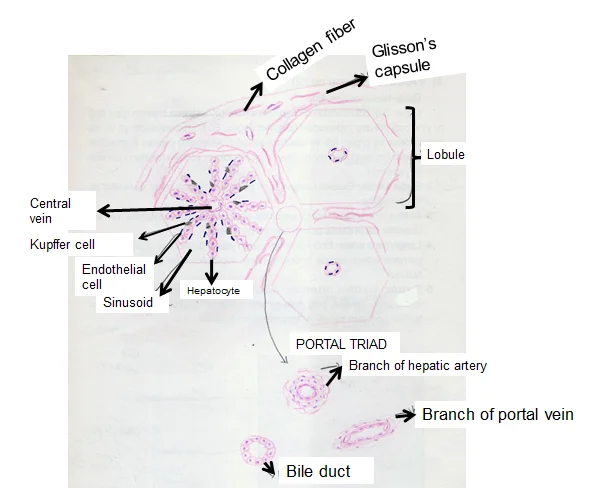 Collagen fiber
Glisson's
capsule
Lobule
Central
vein
Kupffer cell
Endothelial
cell
Sinusoid
Hepatocyte
PORTAL TRIAD
Branch of hepatic artery
Branch of portal vein
Bile duct